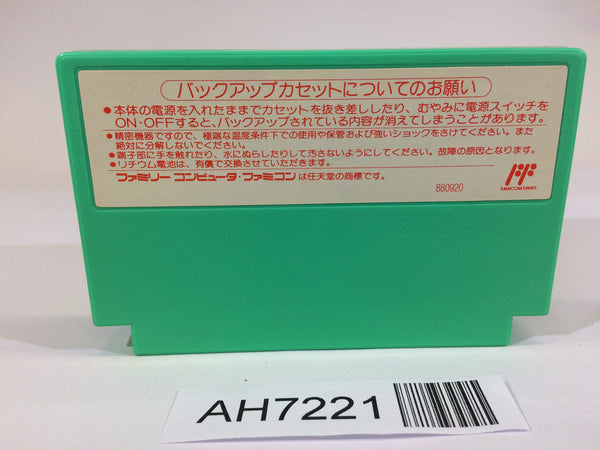 バックアップカセットについてのお願い
●本体の電源を入れたままでカセットを抜き差ししたり、むやみに電源スイッチを
ON・OFFすると、バックアップされている内容が消えてしまうことがあります。
●精密機器ですので、極端な温度条件下での使用や保管および強いショックをさけてください。また
絶対に分解しないでください。
●端子部に手を触れたり、水にぬらしたりして汚さないようにしてください。故障の原因となります。
●リチウム電池は、有償で交換させていただきます。
ファミリーコンピュータ・ファミコンは任天堂の商標です。
880920
FAMICOM FAMILY
AH7221